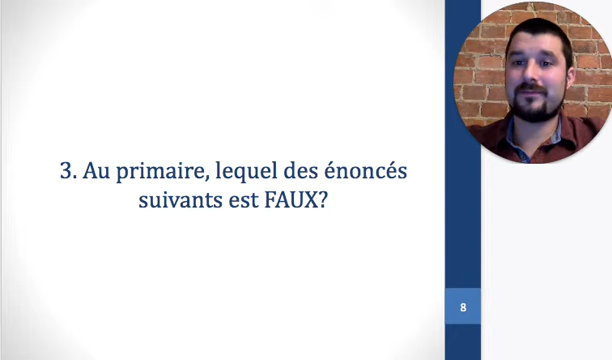 3. Au primaire, lequel des énoncés
suivants est FAUX?
8